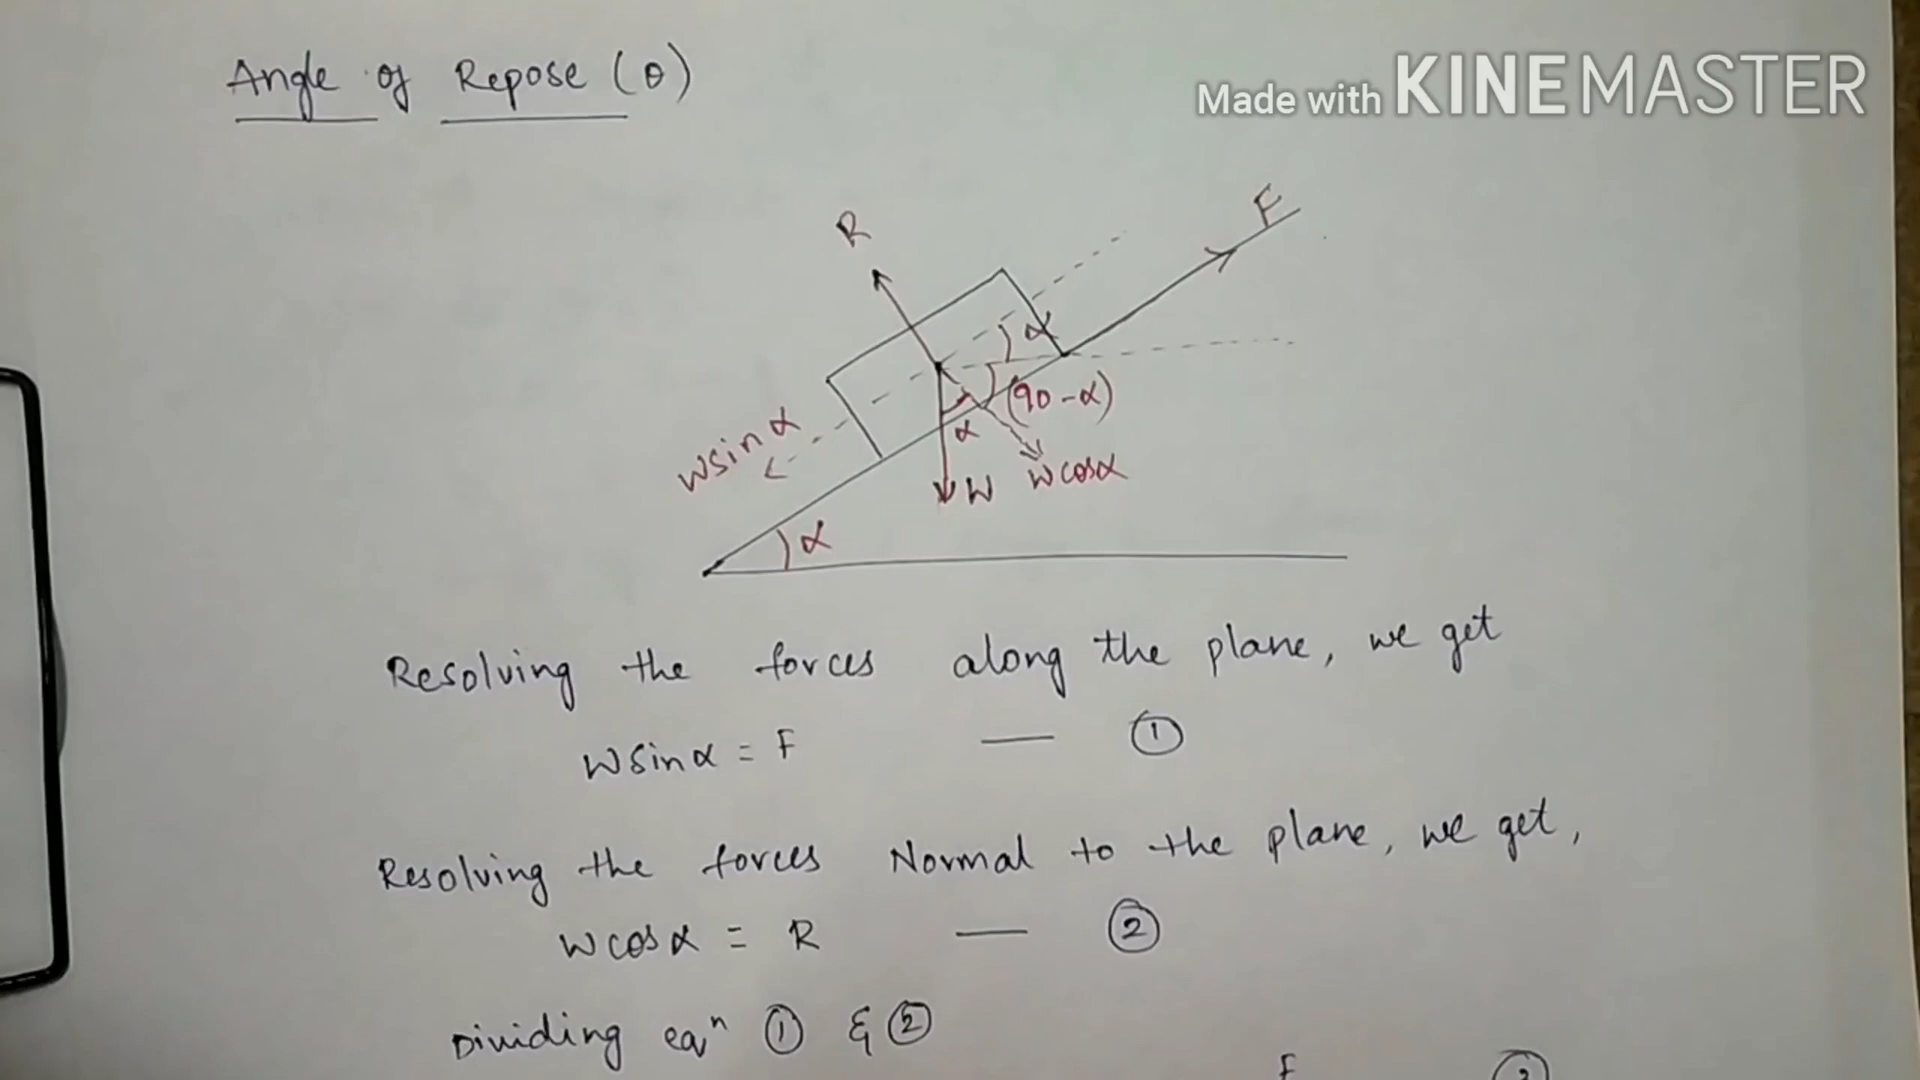 Angle of Repose (θ)
Made with KINEMASTER
R
F
α
(90-α)
Wsinα
α
W
Wcosα
α
Resolving the forces along the plane, we get
Wsinα = F — ①
Resolving the forces Normal to the plane, we get,
Wcosα = R — ②
Dividing eqⁿ ① & ②
F
③